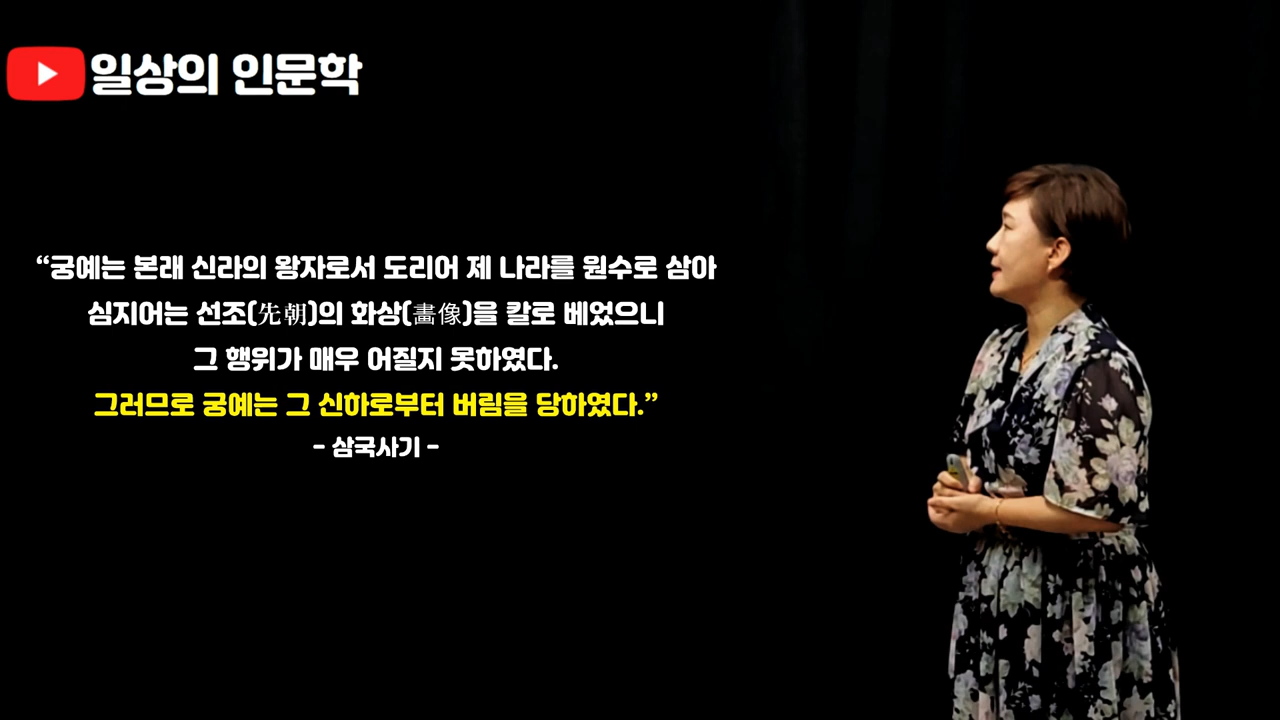 일상의 인문학
“궁예는 본래 신라의 왕자로서 도리어 제 나라를 원수로 삼아
심지어는 선조(先朝)의 화상(畵像)을 칼로 베었으니
그 행위가 매우 어질지 못하였다.
그러므로 궁예는 그 신하로부터 버림을 당하였다.”
- 삼국사기 -